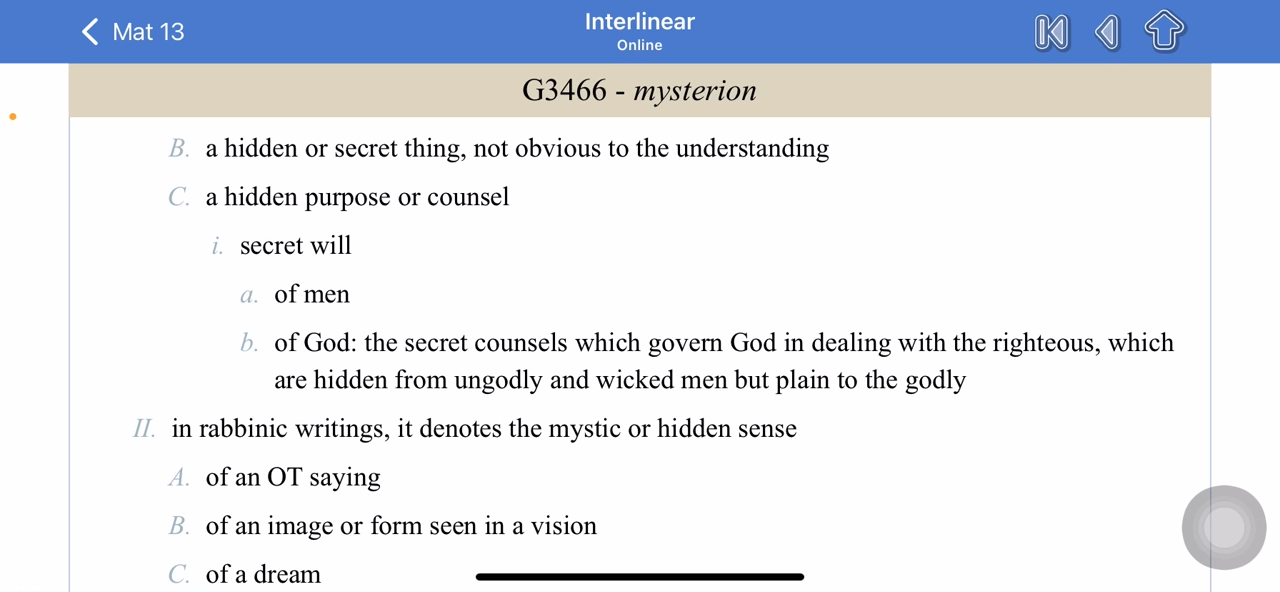 Mat 13
Interlinear
Online
G3466 - mysterion
B. a hidden or secret thing, not obvious to the understanding
C. a hidden purpose or counsel
i. secret will
a. of men
b. of God: the secret counsels which govern God in dealing with the righteous, which
are hidden from ungodly and wicked men but plain to the godly
II. in rabbinic writings, it denotes the mystic or hidden sense
A. of an OT saying
B. of an image or form seen in a vision
C. of a dream